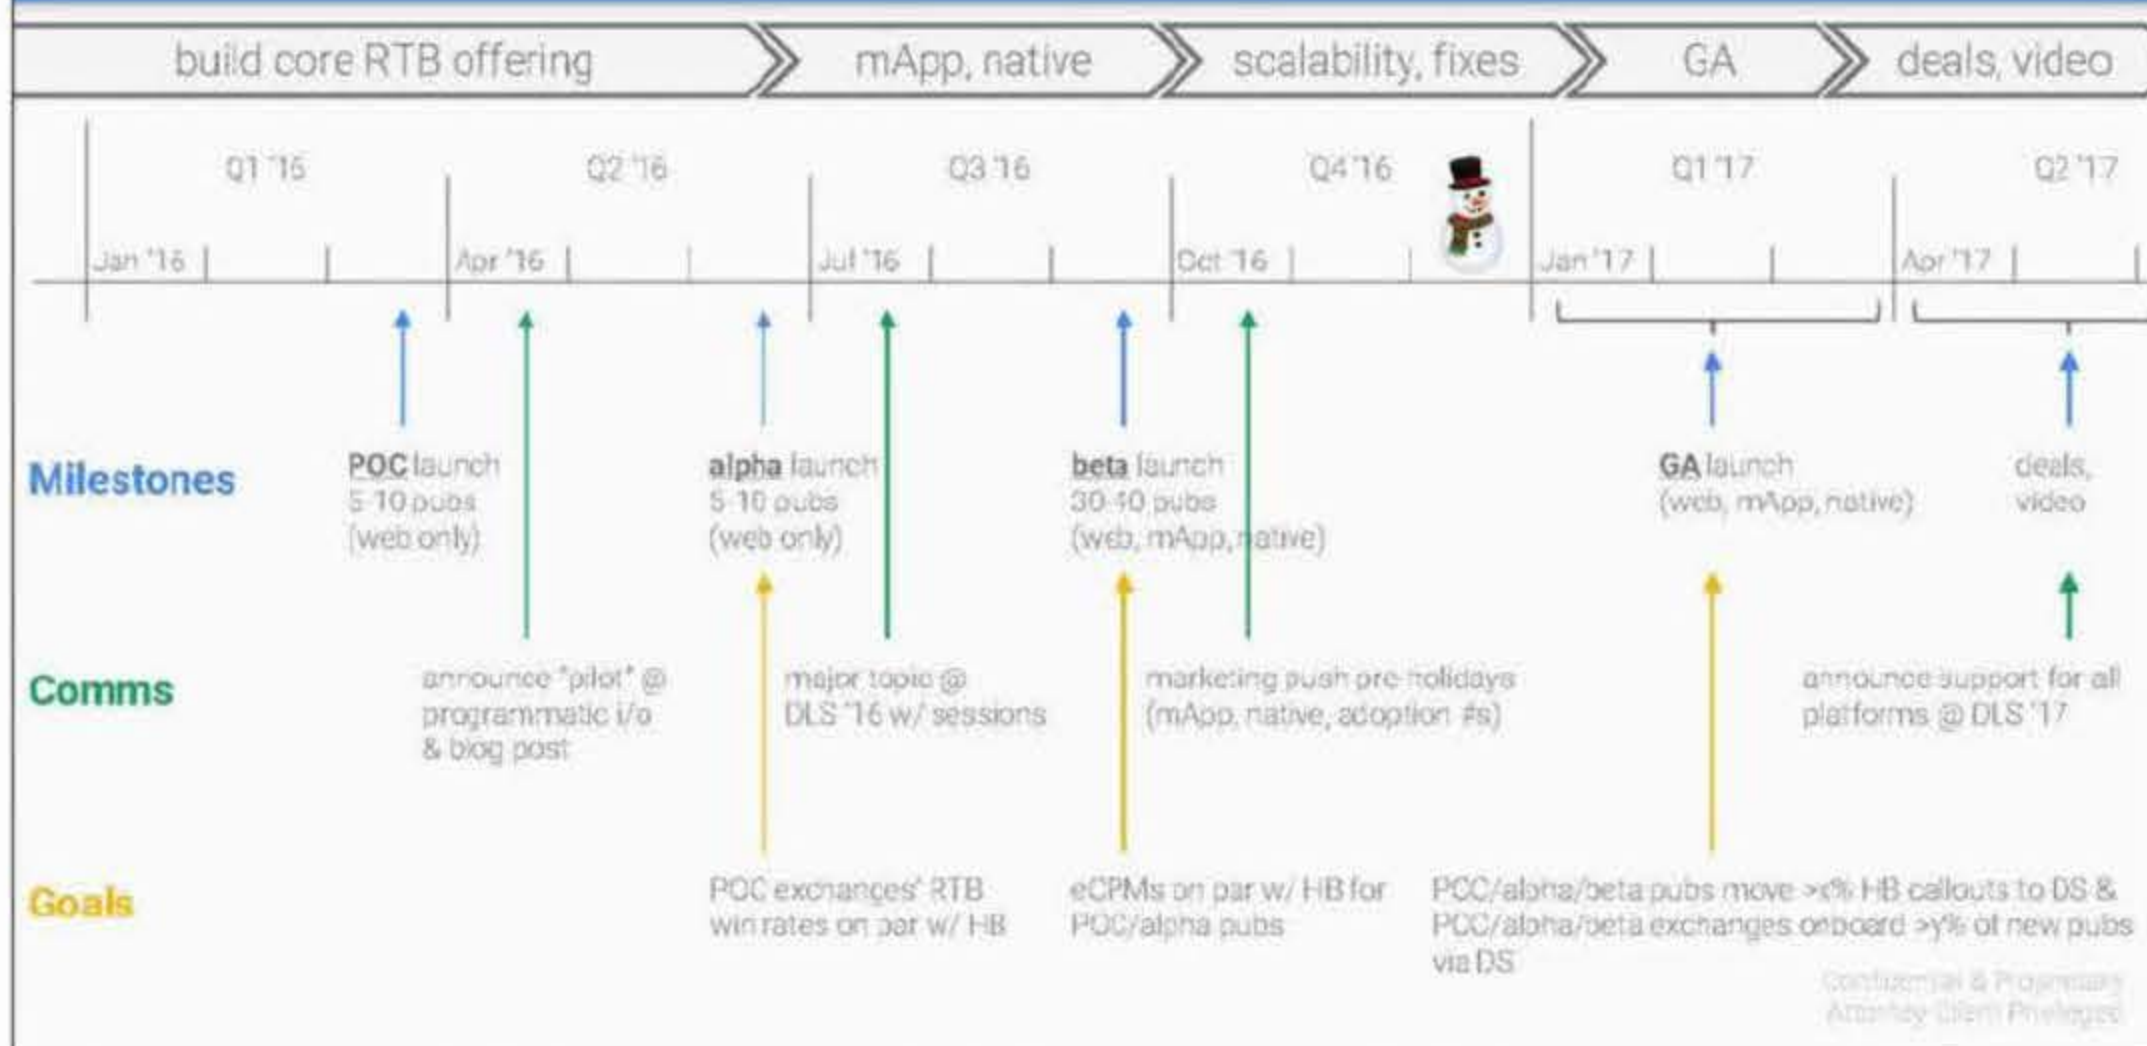 build core RTB offering
mApp, native
scalability, fixes
GA
deals, video
Q1 '16
Q2 '16
Q3 '16
Q4 '16
Q1 '17
Q2 '17
Jan '16
Apr '16
Jul '16
Oct '16
Jan '17
Apr '17
Milestones
POC launch
5-10 pubs
(web only)
alpha launch
5-10 pubs
(web only)
beta launch
30-40 pubs
(web, mApp, native)
GA launch
(web, mApp, native)
deals,
video
Comms
announce "pilot" @
programmatic i/o
& blog post
major topic @
DLS '16 w/ sessions
marketing push pre-holidays
(mApp, native, adoption #s)
announce support for all
platforms @ DLS '17
Goals
POC exchanges' RTB
win rates on par w/ HB
eCPMs on par w/ HB for
POC/alpha pubs
POC/alpha/beta pubs move >x% HB callouts to DS &
POC/alpha/beta exchanges onboard >y% of new pubs
via DS
Confidential & Proprietary
Attorney Client Privileged